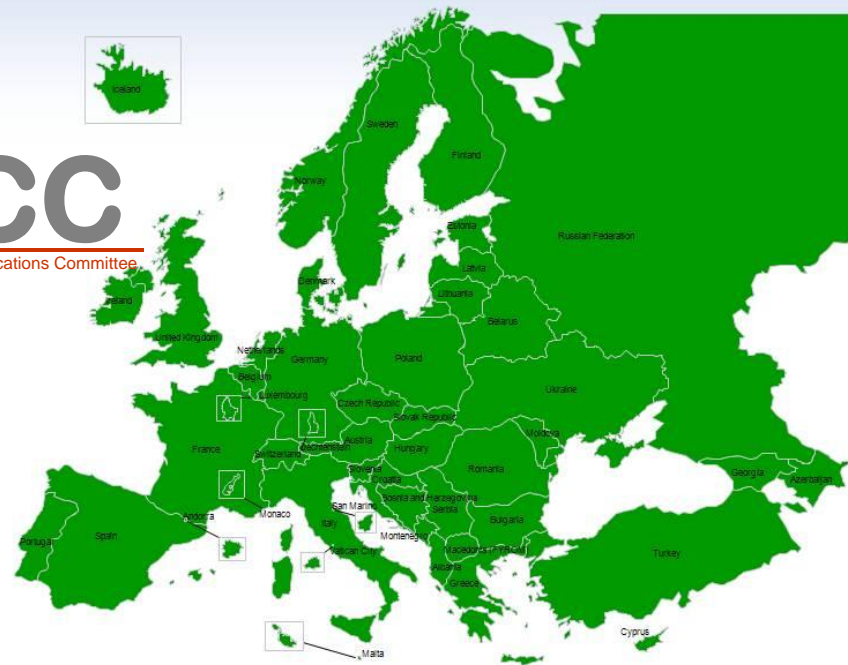 Iceland
Sweden
Finland
Norway
CC
cations Committee
Estonia
Russian Federation
Latvia
Denmark
Lithuania
Ireland
Belarus
United Kingdom
Netherlands
Germany
Poland
Belgium
Ukraine
Luxembourg
Czech Republic
Slovak Republic
Moldova
Austria
France
Liechtenstein
Hungary
Switzerland
Slovenia
Romania
Georgia
Croatia
Azerbaijan
Bosnia and Herzegovina
San Marino
Serbia
Andorra
Monaco
Bulgaria
Italy
Spain
Montenegro
Portugal
Vatican City
Macedonia (FYROM)
Turkey
Albania
Greece
Cyprus
Malta